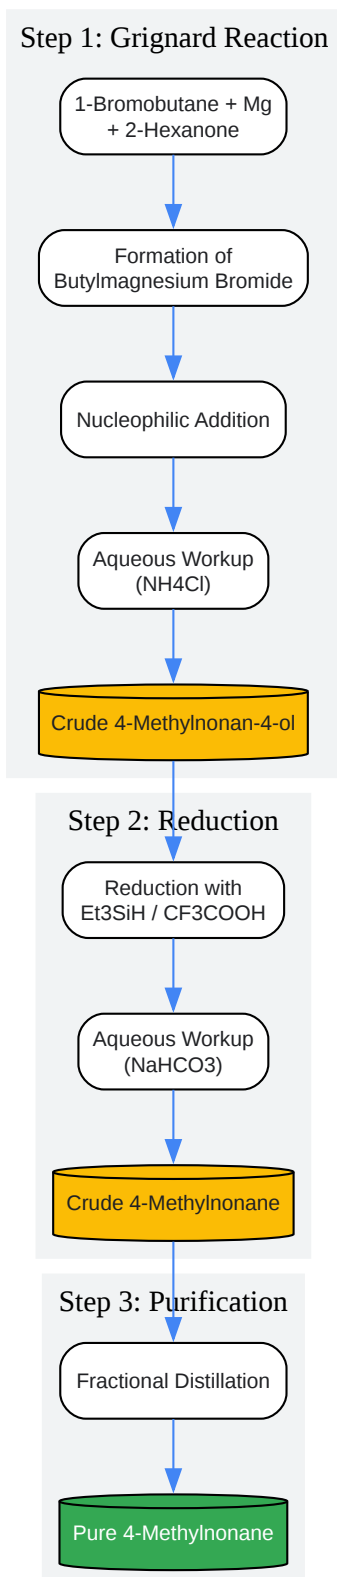 Step 1: Grignard Reaction
1-Bromobutane + Mg
+ 2-Hexanone
Formation of
Butylmagnesium Bromide
Nucleophilic Addition
Aqueous Workup
(NH4Cl)
Crude 4-Methylnonan-4-ol
Step 2: Reduction
Reduction with
Et3SiH / CF3COOH
Aqueous Workup
(NaHCO3)
Crude 4-Methylnonane
Step 3: Purification
Fractional Distillation
Pure 4-Methylnonane